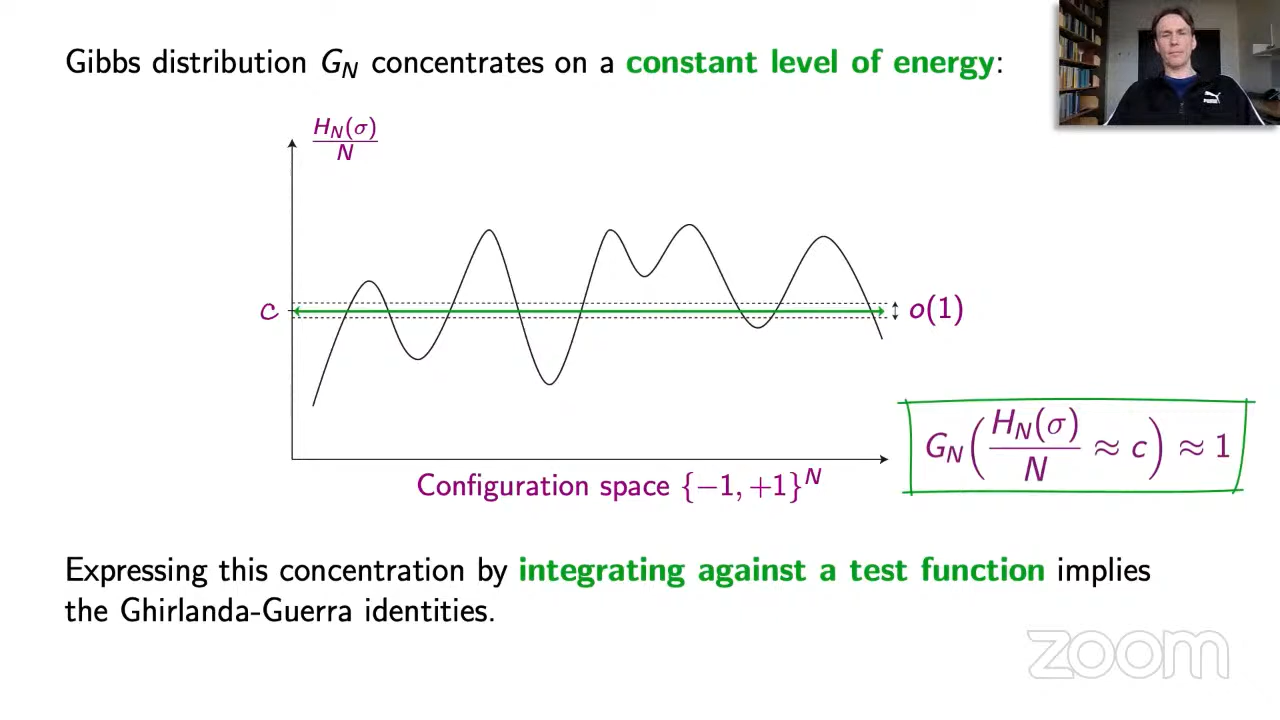 Gibbs distribution G_N concentrates on a constant level of energy:
H_N(σ)
N
c
o(1)
G_N(H_N(σ)/N ≈ c) ≈ 1
Configuration space {−1, +1}^N
Expressing this concentration by integrating against a test function implies
the Ghirlanda-Guerra identities.
zoom
PUMA